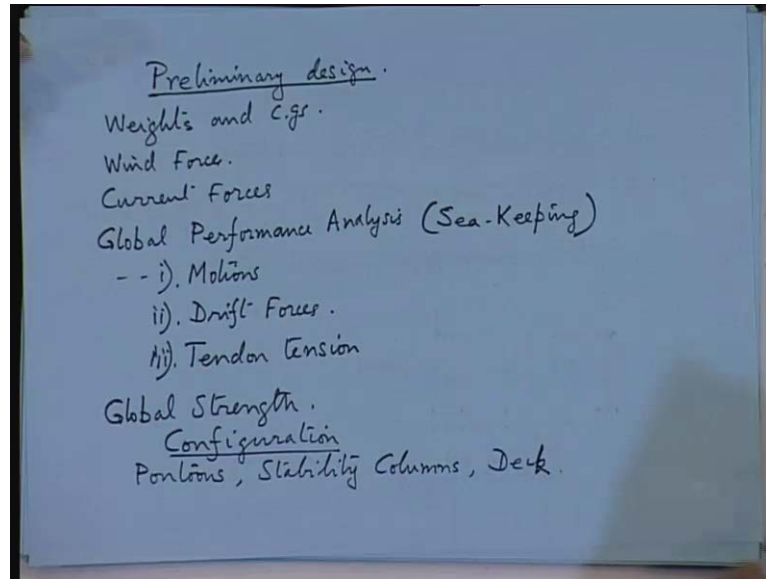 Preliminary design.
Weights and c.gs.
Wind Force.
Current Forces
Global Performance Analysis (Sea-Keeping)
-- i). Motions
ii). Drift Forces.
iii). Tendon Tension
Global Strength.
Configuration
Pontoons, Stability Columns, Deck.